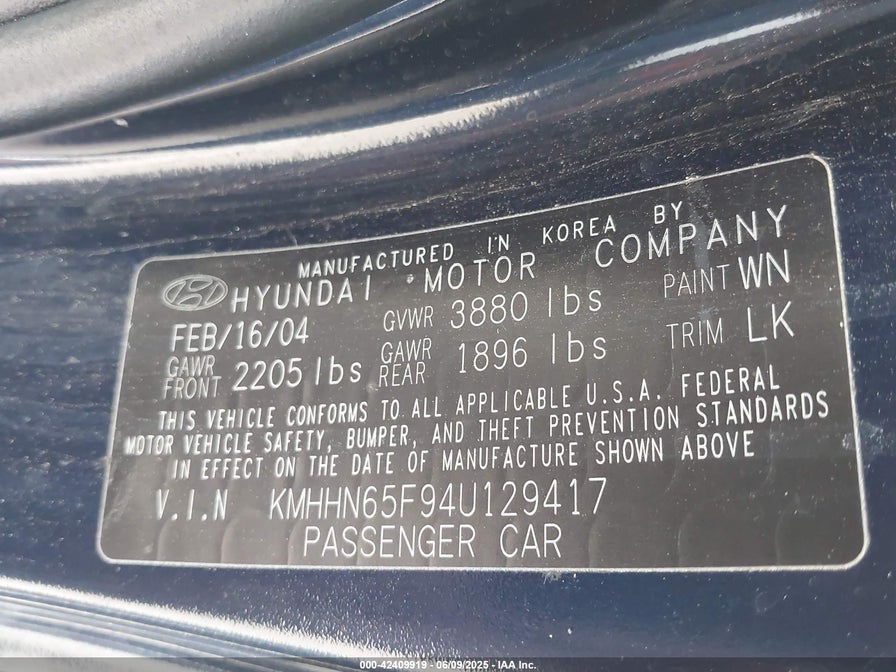 MANUFACTURED IN KOREA BY
HYUNDAI MOTOR COMPANY
FEB/16/04 GVWR 3880 lbs PAINT WN
GAWR FRONT 2205 lbs GAWR REAR 1896 lbs TRIM LK
THIS VEHICLE CONFORMS TO ALL APPLICABLE U.S.A. FEDERAL
MOTOR VEHICLE SAFETY, BUMPER, AND THEFT PREVENTION STANDARDS
IN EFFECT ON THE DATE OF MANUFACTURE SHOWN ABOVE
V.I.N KMHHN65F94U129417
PASSENGER CAR
000-42409919 - 06/09/2025 - IAA Inc.